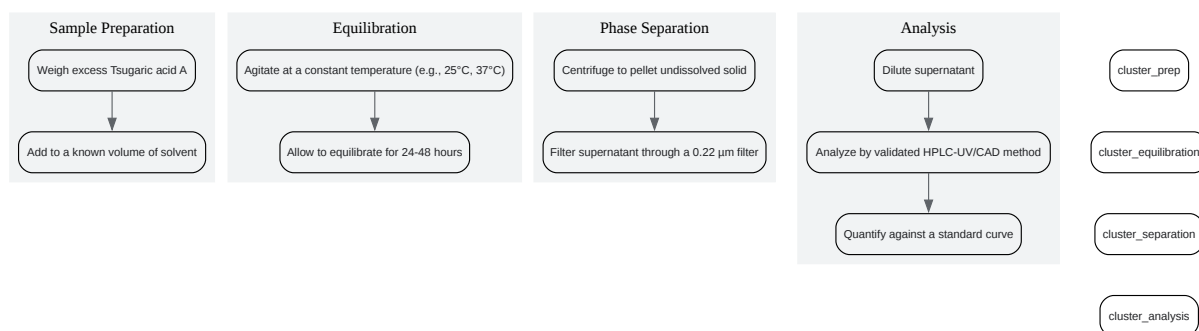 Sample Preparation
Weigh excess Tsugaric acid A
Add to a known volume of solvent
Equilibration
Agitate at a constant temperature (e.g., 25°C, 37°C)
Allow to equilibrate for 24-48 hours
Phase Separation
Centrifuge to pellet undissolved solid
Filter supernatant through a 0.22 µm filter
Analysis
Dilute supernatant
Analyze by validated HPLC-UV/CAD method
Quantify against a standard curve
cluster_prep
cluster_equilibration
cluster_separation
cluster_analysis